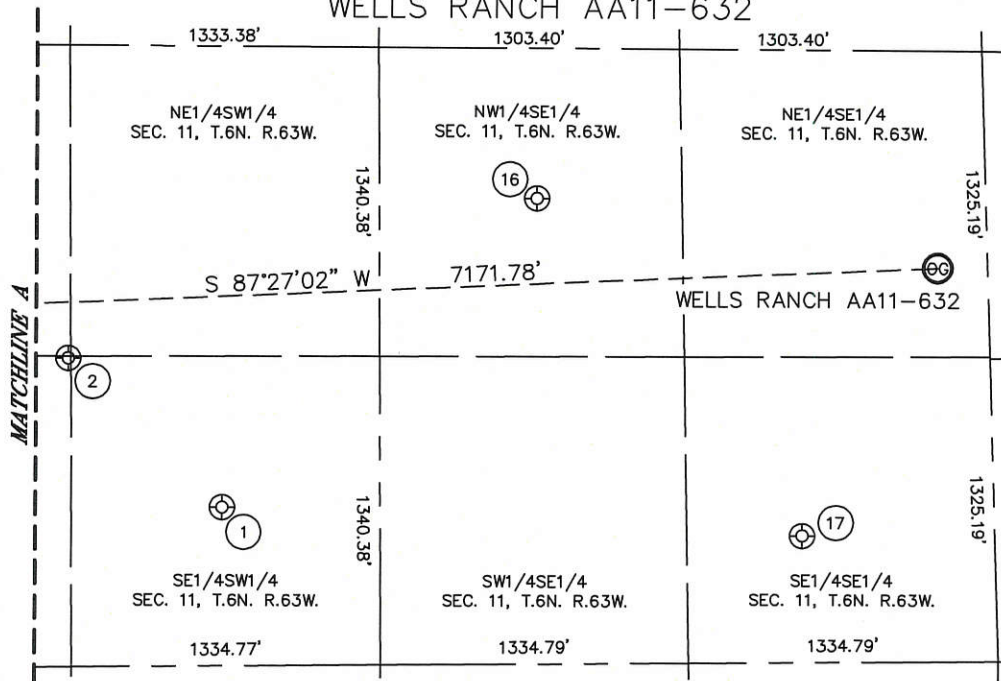 WELLS RANCH AA11-632
1333.38' 1303.40' 1303.40'
NE1/4SW1/4
SEC. 11, T.6N. R.63W.
NW1/4SE1/4
SEC. 11, T.6N. R.63W.
NE1/4SE1/4
SEC. 11, T.6N. R.63W.
16
1340.38'
1325.19'
S 87°27'02" W 7171.78'
OG
WELLS RANCH AA11-632
MATCHLINE A
2
1
1340.38'
17
1325.19'
SE1/4SW1/4
SEC. 11, T.6N. R.63W.
SW1/4SE1/4
SEC. 11, T.6N. R.63W.
SE1/4SE1/4
SEC. 11, T.6N. R.63W.
1334.77' 1334.79' 1334.79'